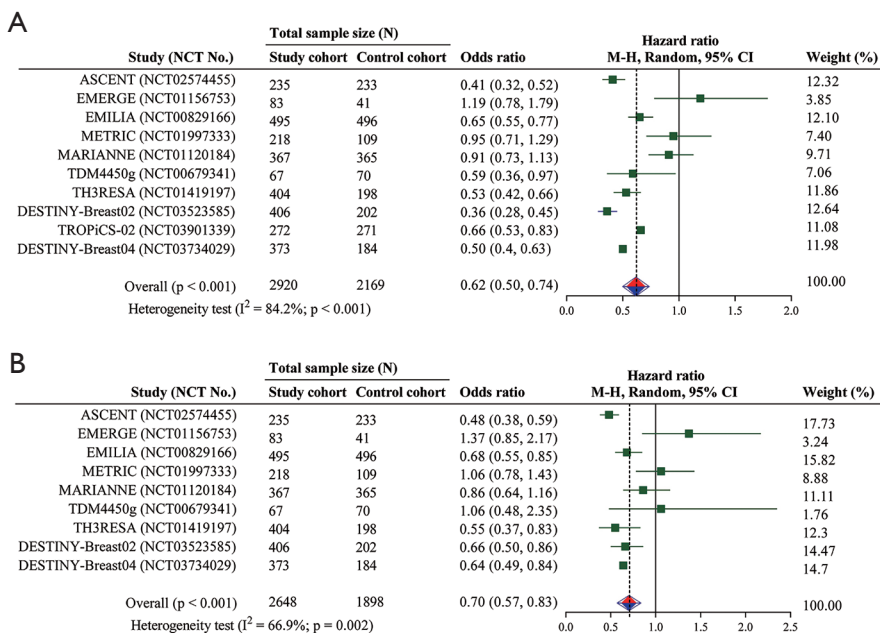 A
Total sample size (N)
Hazard ratio
Study (NCT No.) Study cohort Control cohort Odds ratio M-H, Random, 95% CI Weight (%)
ASCENT (NCT02574455) 235 233 0.41 (0.32, 0.52) 12.32
EMERGE (NCT01156753) 83 41 1.19 (0.78, 1.79) 3.85
EMILIA (NCT00829166) 495 496 0.65 (0.55, 0.77) 12.10
METRIC (NCT01997333) 218 109 0.95 (0.71, 1.29) 7.40
MARIANNE (NCT01120184) 367 365 0.91 (0.73, 1.13) 9.71
TDM4450g (NCT00679341) 67 70 0.59 (0.36, 0.97) 7.06
TH3RESA (NCT01419197) 404 198 0.53 (0.42, 0.66) 11.86
DESTINY-Breast02 (NCT03523585) 406 202 0.36 (0.28, 0.45) 12.64
TROPiCS-02 (NCT03901339) 272 271 0.66 (0.53, 0.83) 11.08
DESTINY-Breast04 (NCT03734029) 373 184 0.50 (0.4, 0.63) 11.98
Overall (p < 0.001) 2920 2169 0.62 (0.50, 0.74) 100.00
Heterogeneity test (I² = 84.2%; p < 0.001)
0.0 0.5 1.0 1.5 2.0
B
Total sample size (N)
Hazard ratio
Study (NCT No.) Study cohort Control cohort Odds ratio M-H, Random, 95% CI Weight (%)
ASCENT (NCT02574455) 235 233 0.48 (0.38, 0.59) 17.73
EMERGE (NCT01156753) 83 41 1.37 (0.85, 2.17) 3.24
EMILIA (NCT00829166) 495 496 0.68 (0.55, 0.85) 15.82
METRIC (NCT01997333) 218 109 1.06 (0.78, 1.43) 8.88
MARIANNE (NCT01120184) 367 365 0.86 (0.64, 1.16) 11.11
TDM4450g (NCT00679341) 67 70 1.06 (0.48, 2.35) 1.76
TH3RESA (NCT01419197) 404 198 0.55 (0.37, 0.83) 12.3
DESTINY-Breast02 (NCT03523585) 406 202 0.66 (0.50, 0.86) 14.47
DESTINY-Breast04 (NCT03734029) 373 184 0.64 (0.49, 0.84) 14.7
Overall (p < 0.001) 2648 1898 0.70 (0.57, 0.83) 100.00
Heterogeneity test (I² = 66.9%; p = 0.002)
0.0 0.5 1.0 1.5 2.0 2.5